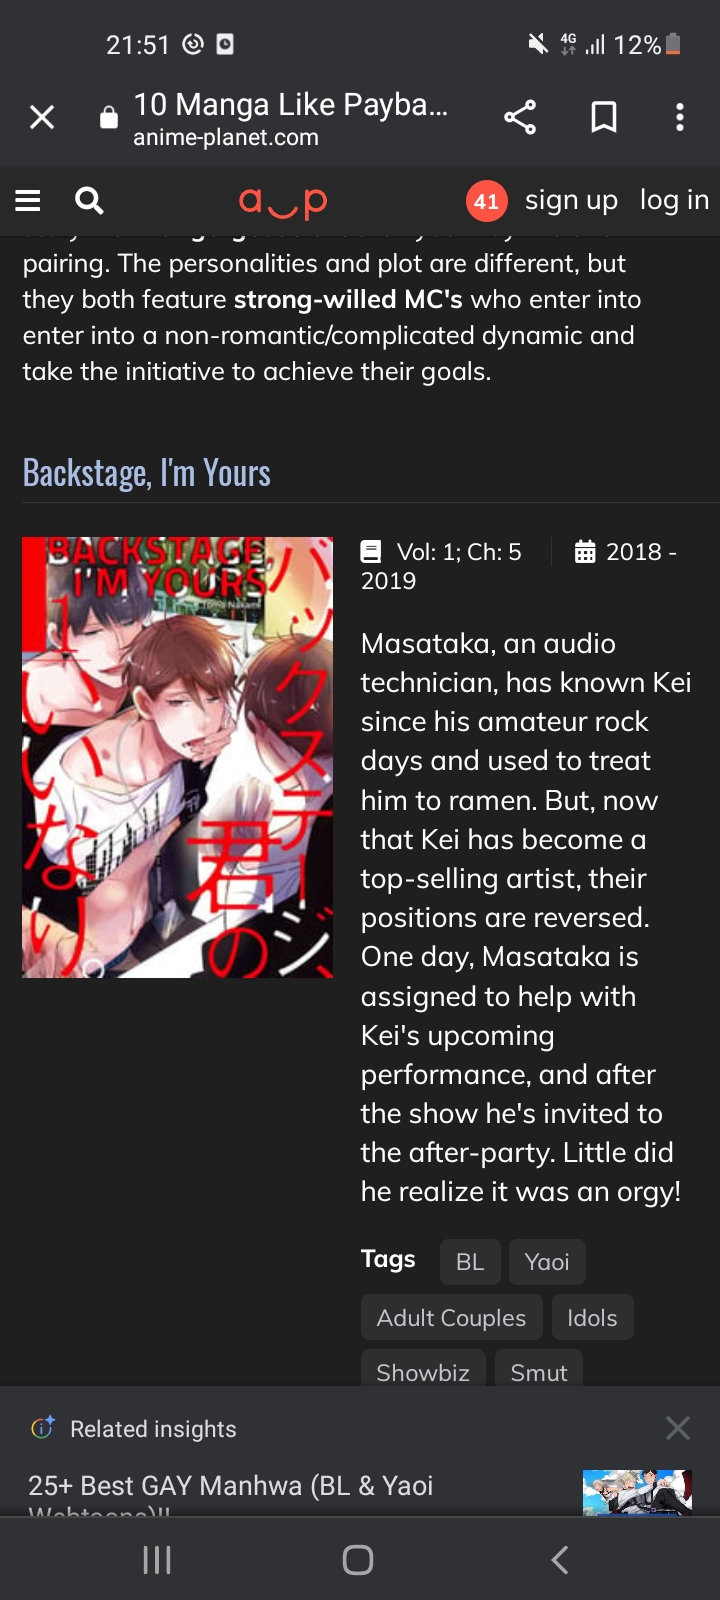 21:51
4G 12%
10 Manga Like Payba...
anime-planet.com
a‿p
41 sign up log in
pairing. The personalities and plot are different, but
they both feature strong-willed MC's who enter into
enter into a non-romantic/complicated dynamic and
take the initiative to achieve their goals.
Backstage, I'm Yours
BACKSTAGE,
I'M YOURS
バックステージ、
君の
いいなり。
1
Vol: 1; Ch: 5 2018 -
2019
Masataka, an audio
technician, has known Kei
since his amateur rock
days and used to treat
him to ramen. But, now
that Kei has become a
top-selling artist, their
positions are reversed.
One day, Masataka is
assigned to help with
Kei's upcoming
performance, and after
the show he's invited to
the after-party. Little did
he realize it was an orgy!
Tags BL Yaoi
Adult Couples Idols
Showbiz Smut
Related insights
25+ Best GAY Manhwa (BL & Yaoi
Webtoons)!!